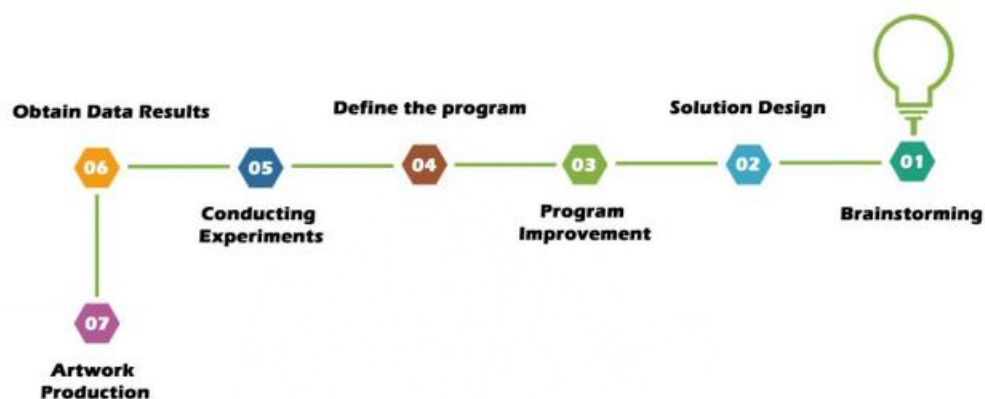 Obtain Data Results
Define the program
Solution Design
06
05
04
03
02
01
Conducting
Experiments
Program
Improvement
Brainstorming
07
Artwork
Production